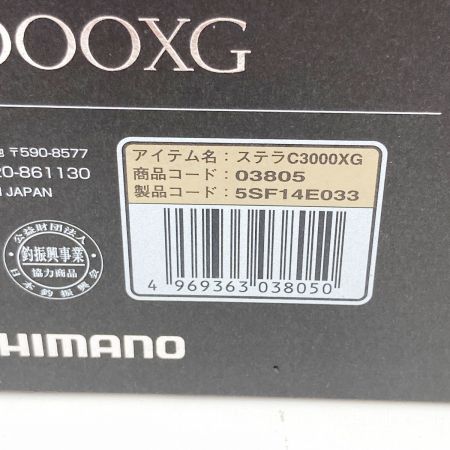 000XG
〒590-8577
0-861130
JAPAN
アイテム名：ステラC3000XG
商品コード：03805
製品コード：5SF14E033
4 969363 038050
公益財団法人
釣振興事業
協力商品
日本釣振興会
HIMANO